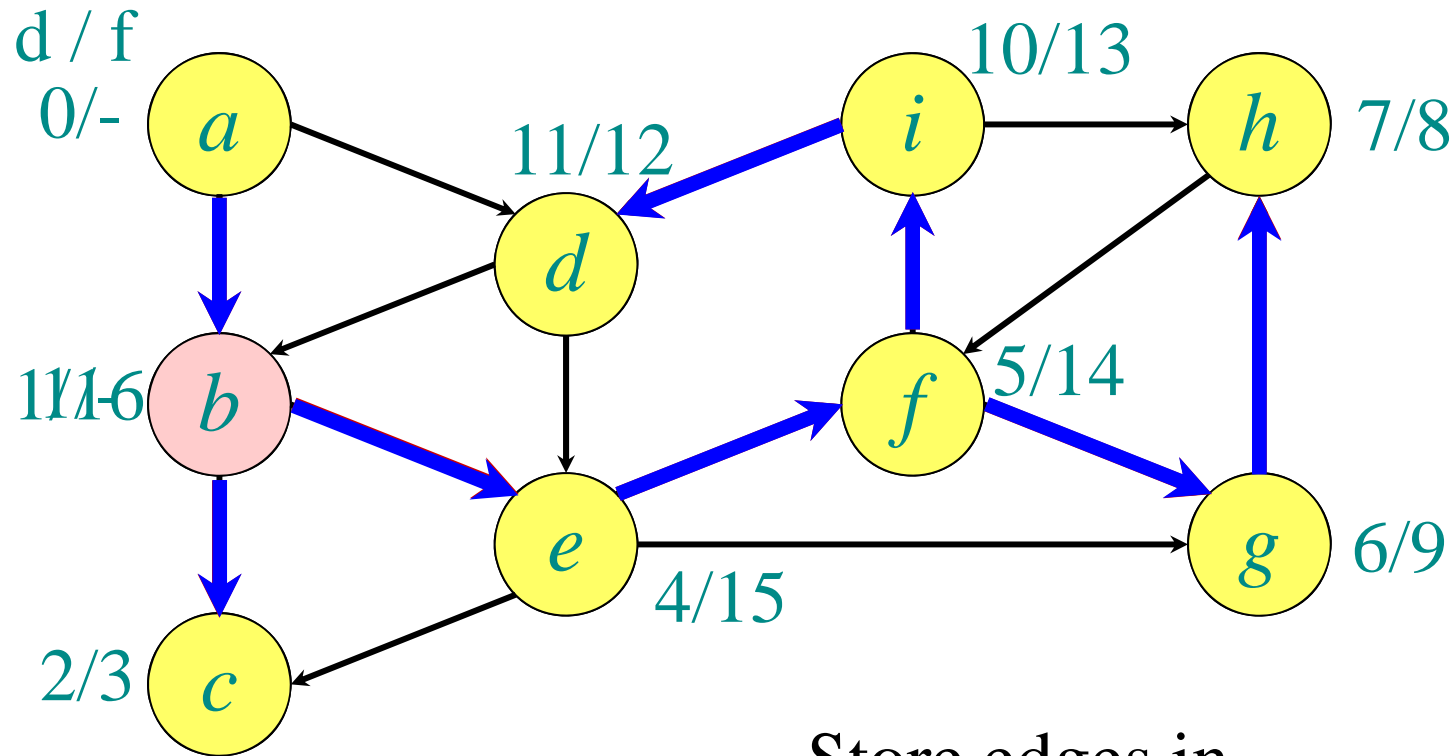 d / f
0/-
a
10/13
i
h
7/8
11/12
d
b
f
5/14
e
g
6/9
4/15
2/3
c
Store edges in